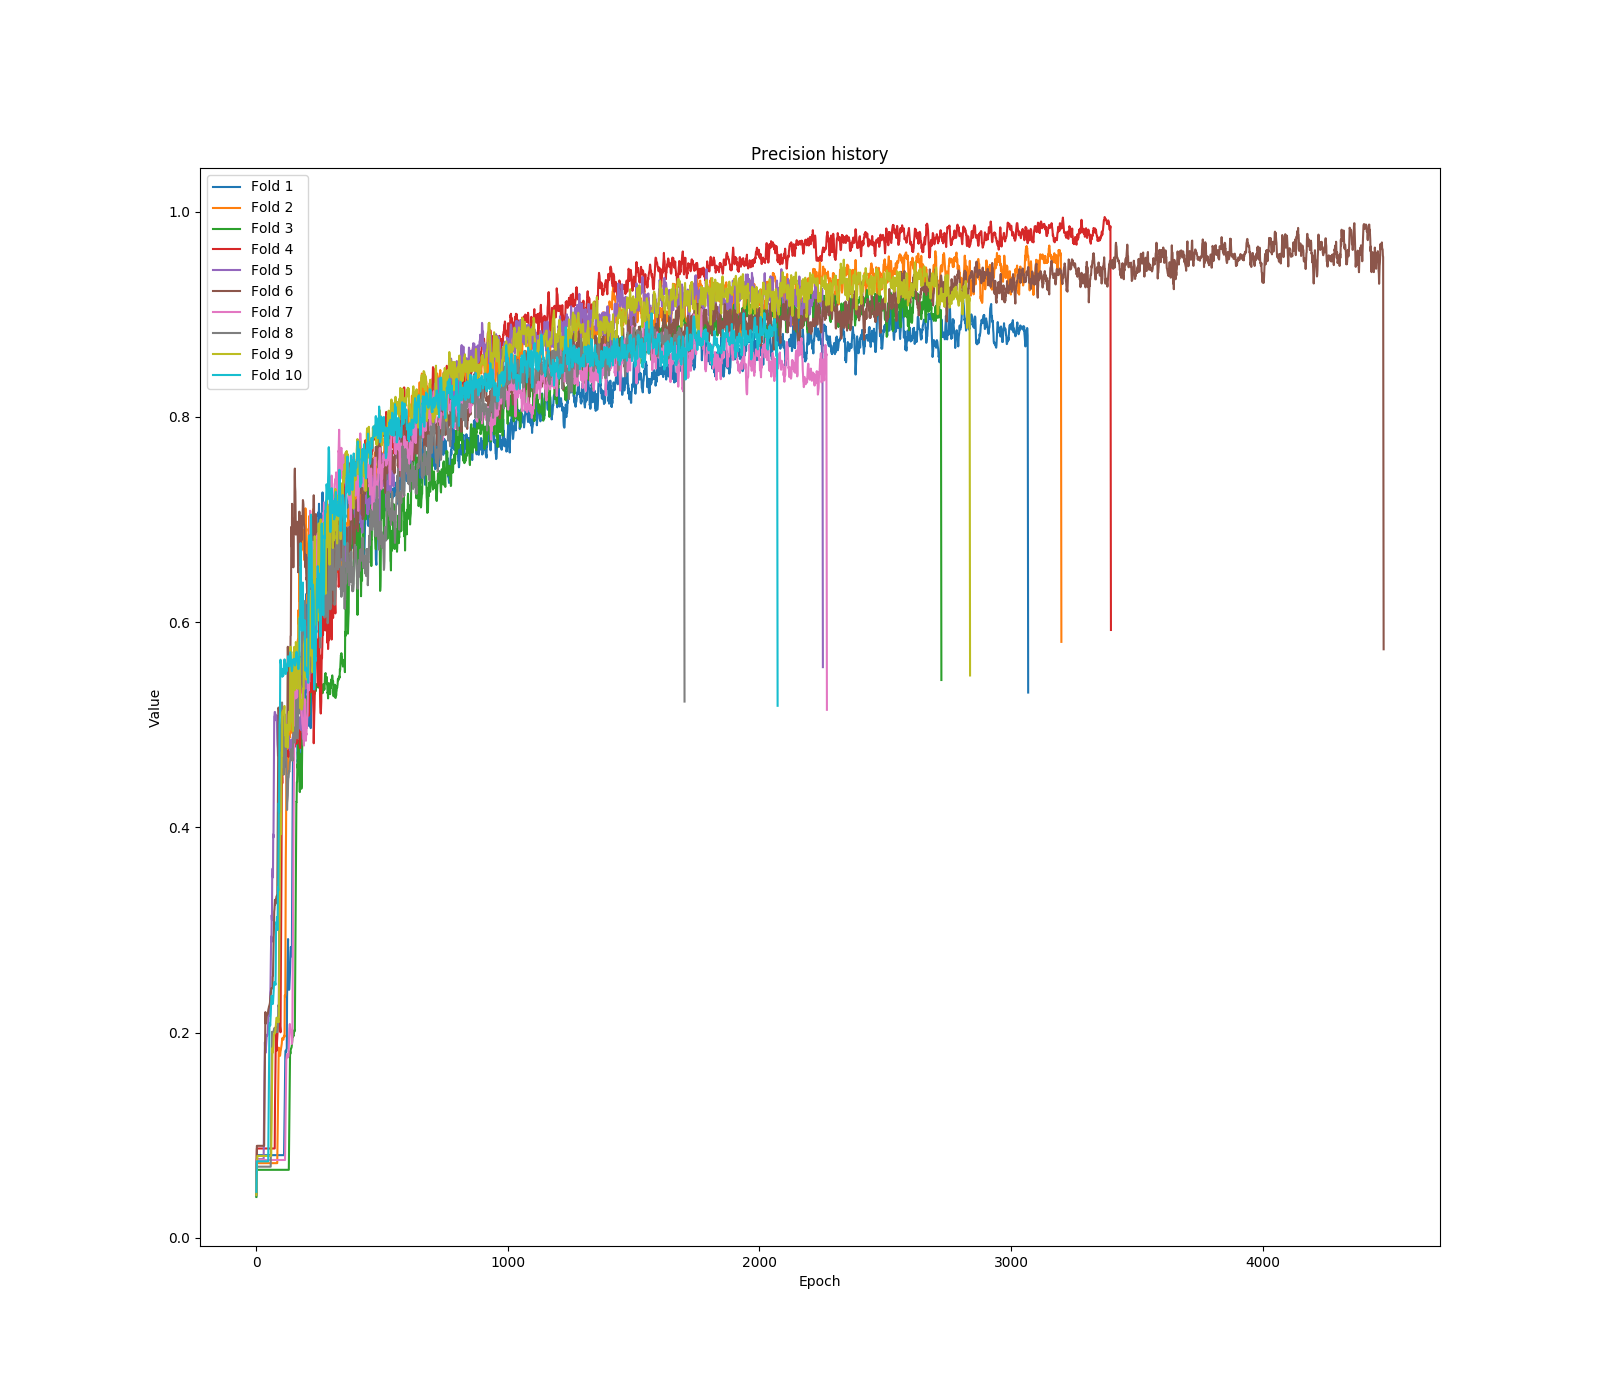 Precision history
Fold 1
Fold 2
Fold 3
Fold 4
Fold 5
Fold 6
Fold 7
Fold 8
Fold 9
Fold 10
1.0
0.8
0.6
0.4
0.2
0.0
Value
0 1000 2000 3000 4000
Epoch